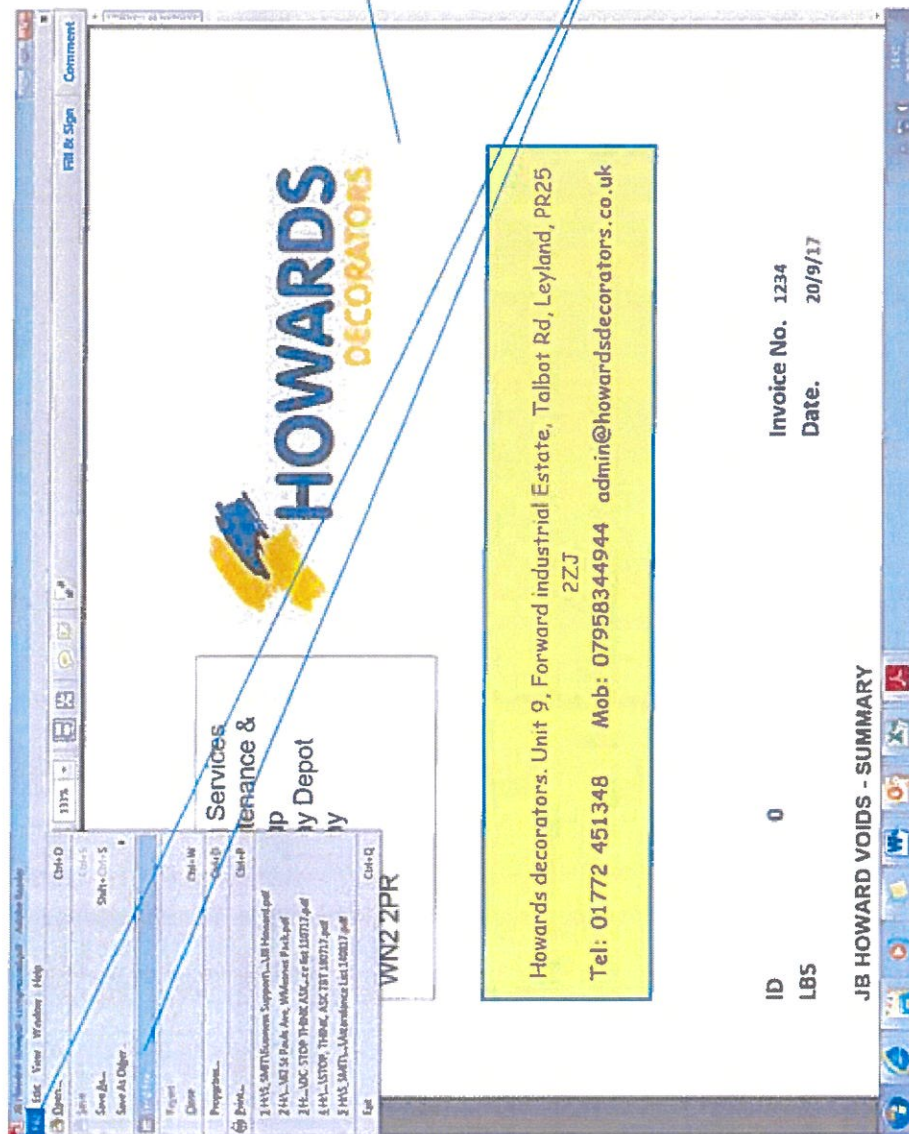 Edit View Window Help
Open... Ctrl+O
Save Ctrl+S
Save As... Shift+Ctrl+S
Save As Other
Close Ctrl+W
Properties... Ctrl+D
Print... Ctrl+P
Exit Ctrl+Q
Fill & Sign Comment
Services
tenance &
ay Depot
WN2 2PR
HOWARDS
DECORATORS
Howards decorators. Unit 9, Forward industrial Estate, Talbot Rd, Leyland, PR25
2ZJ
Tel: 01772 451348 Mob: 07958344944 admin@howardsdecorators.co.uk
ID 0 Invoice No. 1234
LBS Date. 20/9/17
JB HOWARD VOIDS - SUMMARY